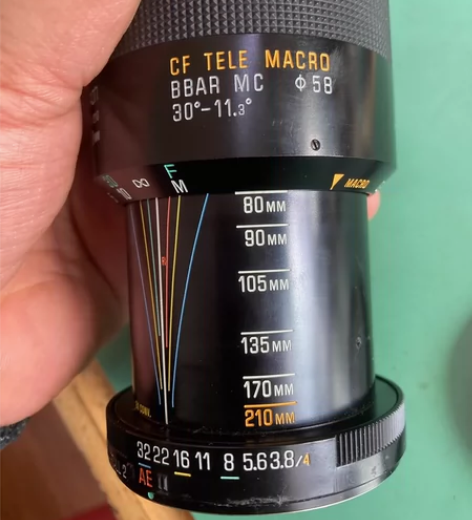 CF TELE MACRO
BBAR MC ϕ58
30°-11.3°
∞
F
M
MACRO
80MM
90MM
105MM
135MM
170MM
210MM
32 22 16 11 8 5.6 3.8/4
AE